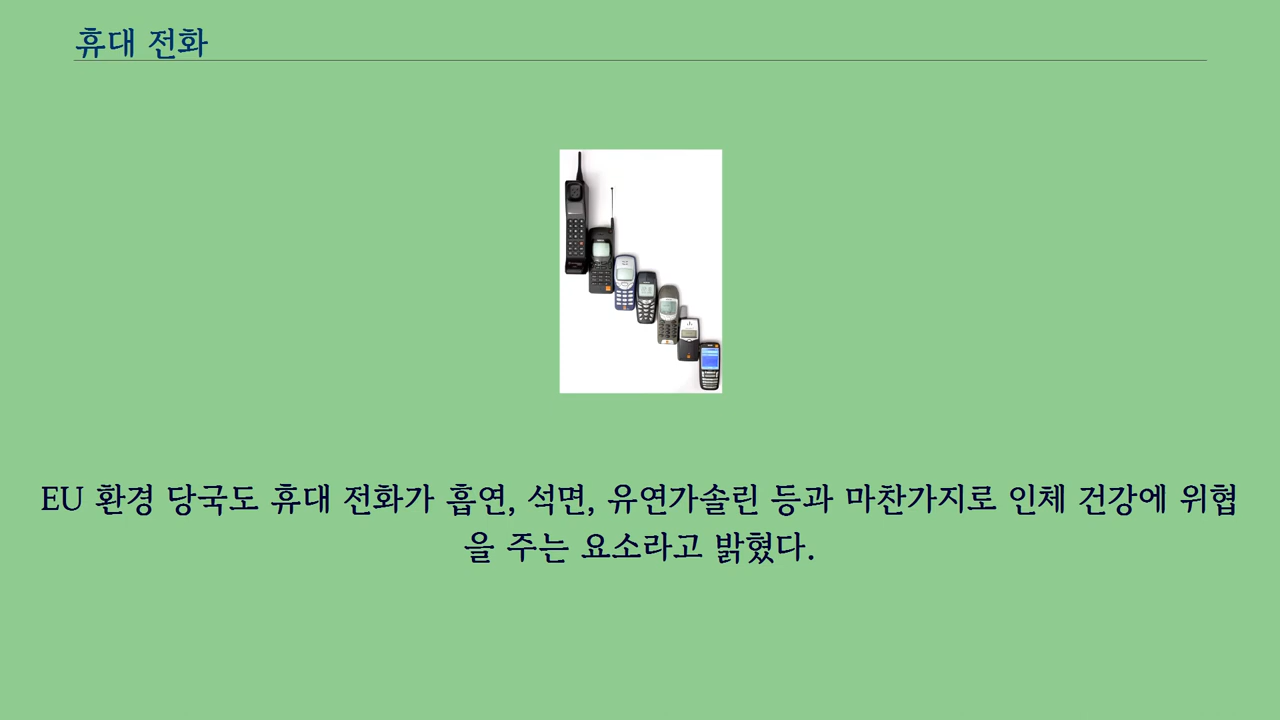 휴대 전화
EU 환경 당국도 휴대 전화가 흡연, 석면, 유연가솔린 등과 마찬가지로 인체 건강에 위협
을 주는 요소라고 밝혔다.